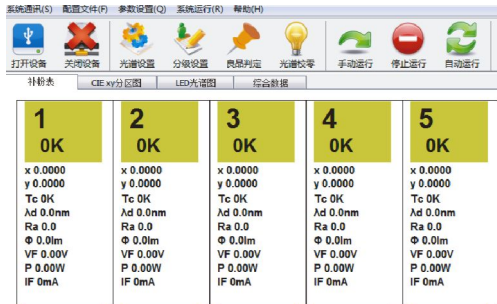 系统通讯(S) 配置文件(F) 参数设置(Q) 系统运行(R) 帮助(H)
打开设备 关闭设备 光谱设置 分级设置 良品判定 光谱校零 手动运行 停止运行 自动运行
补粉表 CIE xy分区图 LED光谱图 综合数据
1 2 3 4 5
0K 0K 0K 0K 0K
x 0.0000 x 0.0000 x 0.0000 x 0.0000 x 0.0000
y 0.0000 y 0.0000 y 0.0000 y 0.0000 y 0.0000
Tc 0K Tc 0K Tc 0K Tc 0K Tc 0K
λd 0.0nm λd 0.0nm λd 0.0nm λd 0.0nm λd 0.0nm
Ra 0.0 Ra 0.0 Ra 0.0 Ra 0.0 Ra 0.0
Φ 0.0lm Φ 0.0lm Φ 0.0lm Φ 0.0lm Φ 0.0lm
VF 0.00V VF 0.00V VF 0.00V VF 0.00V VF 0.00V
P 0.00W P 0.00W P 0.00W P 0.00W P 0.00W
IF 0mA IF 0mA IF 0mA IF 0mA IF 0mA